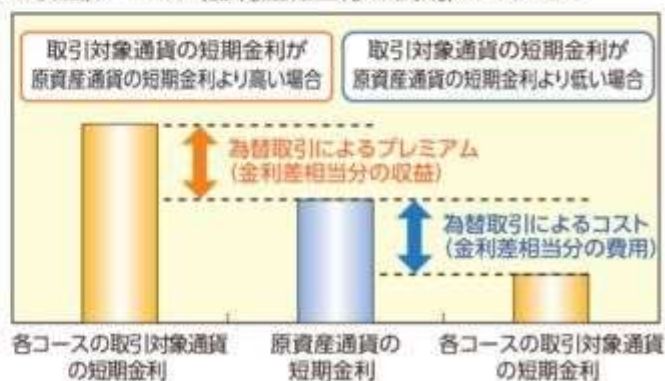 取引対象通貨の短期金利が
原資産通貨の短期金利より高い場合
取引対象通貨の短期金利が
原資産通貨の短期金利より低い場合
為替取引によるプレミアム
(金利差相当分の収益)
為替取引によるコスト
(金利差相当分の費用)
各コースの取引対象通貨
の短期金利
原資産通貨の
短期金利
各コースの取引対象通貨
の短期金利